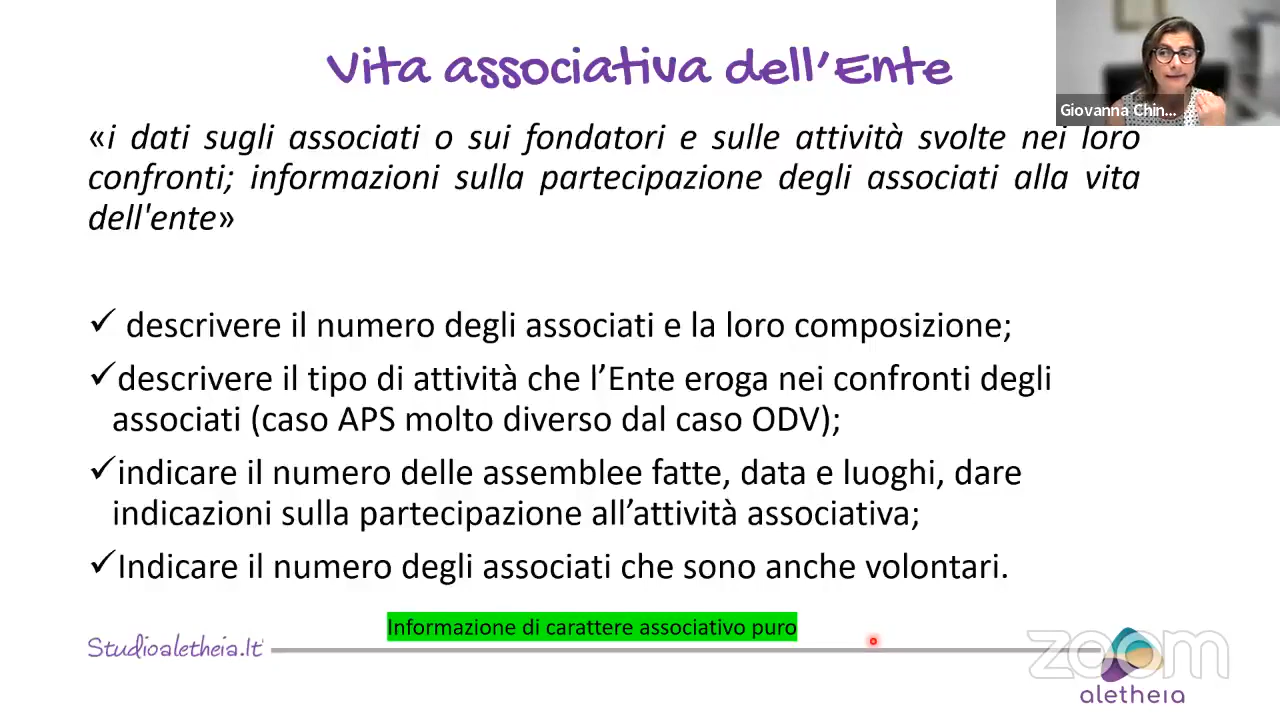 Vita associativa dell'Ente
Giovanna Chin...
«i dati sugli associati o sui fondatori e sulle attività svolte nei loro
confronti; informazioni sulla partecipazione degli associati alla vita
dell'ente»
✓ descrivere il numero degli associati e la loro composizione;
✓descrivere il tipo di attività che l’Ente eroga nei confronti degli
associati (caso APS molto diverso dal caso ODV);
✓indicare il numero delle assemblee fatte, data e luoghi, dare
indicazioni sulla partecipazione all’attività associativa;
✓Indicare il numero degli associati che sono anche volontari.
Informazione di carattere associativo puro
Studioaletheia.It
zoom
aletheia